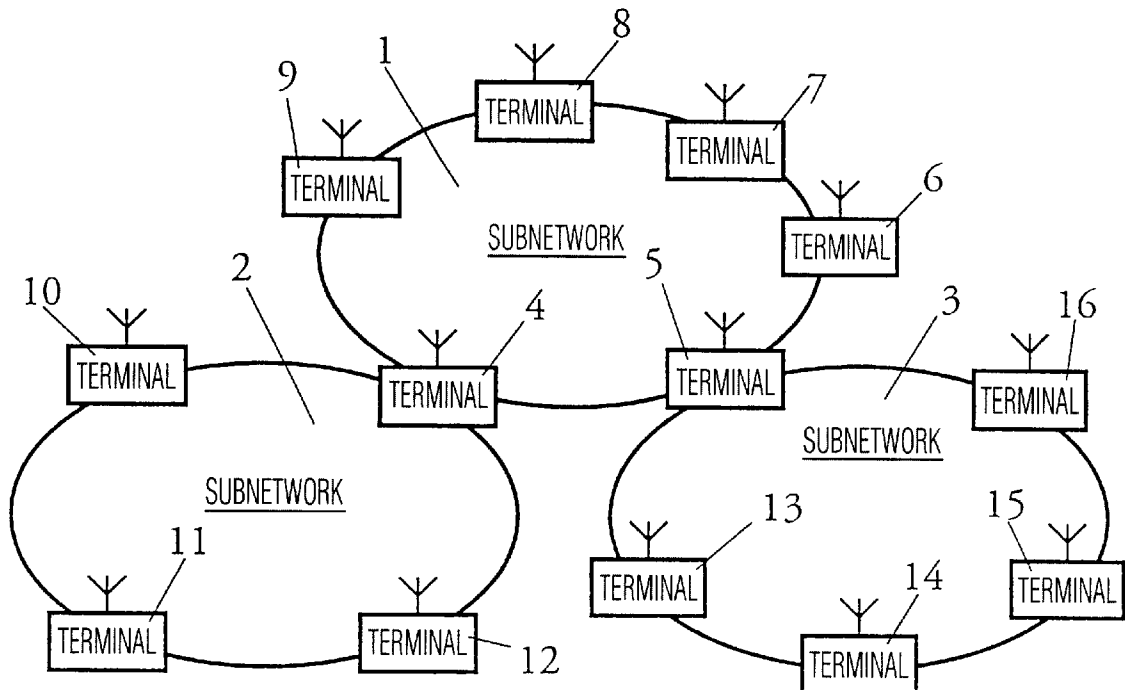 8
1
7
9
TERMINAL
TERMINAL
TERMINAL
6
SUBNETWORK
TERMINAL
2
5
10
4
3
16
TERMINAL
TERMINAL
TERMINAL
TERMINAL
SUBNETWORK
SUBNETWORK
13
15
11
14
TERMINAL
TERMINAL
TERMINAL
TERMINAL
12
TERMINAL